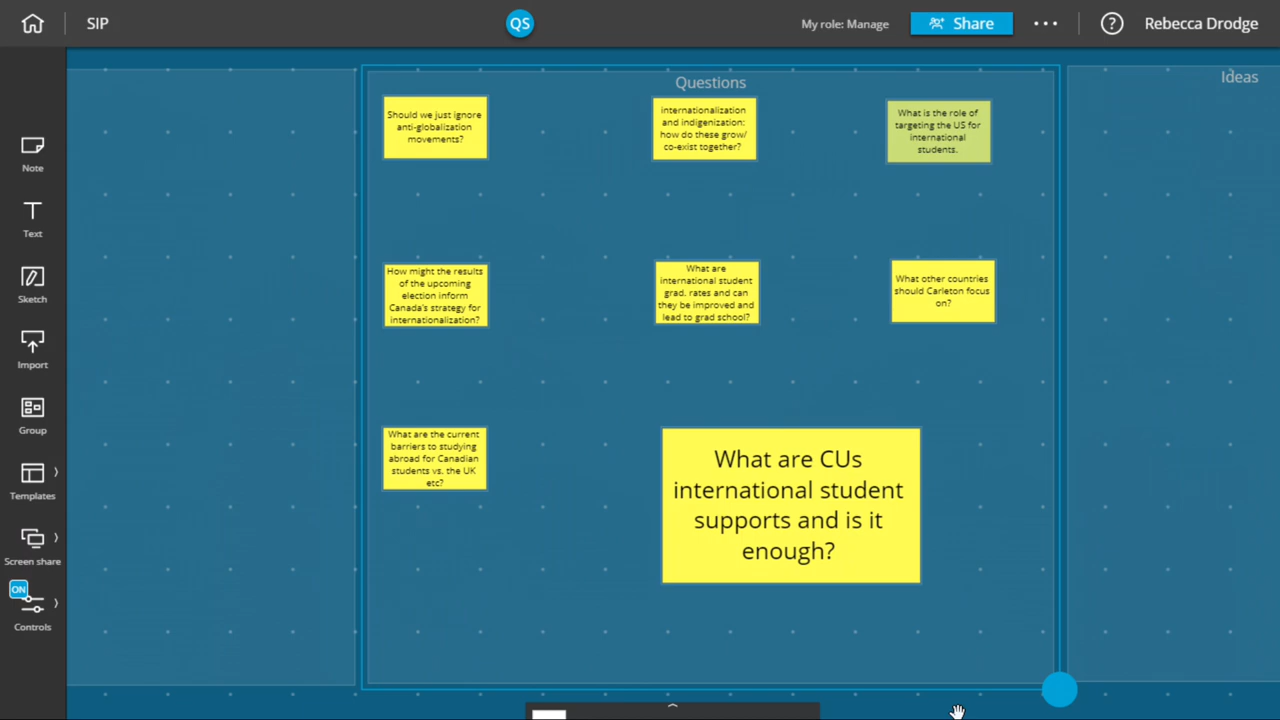 SIP
QS
My role: Manage
Share
Rebecca Drodge
Questions
Ideas
Should we just ignore
anti-globalization
movements?
internationalization
and indigenization:
how do these grow/
co-exist together?
What is the role of
targeting the US for
international
students.
How might the results
of the upcoming
election inform
Canada's strategy for
internationalization?
What are
international student
grad. rates and can
they be improved and
lead to grad school?
What other countries
should Carleton focus
on?
What are the current
barriers to studying
abroad for Canadian
students vs. the UK
etc?
What are CUs
international student
supports and is it
enough?
Note
Text
Sketch
Import
Group
Templates
Screen share
ON
Controls